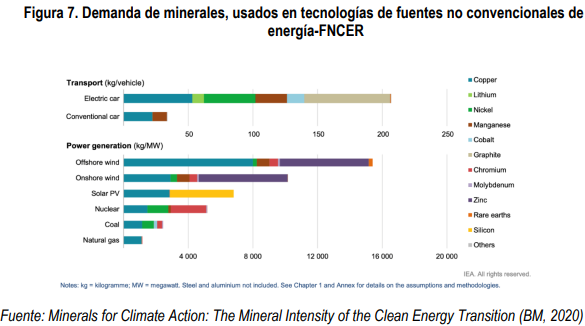 Figura 7. Demanda de minerales, usados en tecnologías de fuentes no convencionales de
energía-FNCER
Transport (kg/vehicle)
Electric car
Conventional car
50
100
150
200
250
Power generation (kg/MW)
Offshore wind
Onshore wind
Solar PV
Nuclear
Coal
Natural gas
4 000
8 000
12 000
16 000
20 000
Copper
Lithium
Nickel
Manganese
Cobalt
Graphite
Chromium
Molybdenum
Zinc
Rare earths
Silicon
Others
IEA. All rights reserved.
Notes: kg = kilogramme; MW = megawatt. Steel and aluminium not included. See Chapter 1 and Annex for details on the assumptions and methodologies.
Fuente: Minerals for Climate Action: The Mineral Intensity of the Clean Energy Transition (BM, 2020)